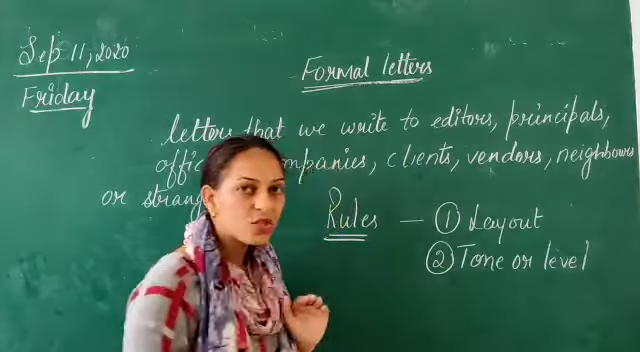 Sep 11, 2020
Friday
Formal letters
letters that we write to editors, principals,
companies, clients, vendors, neighbours
or
Rules — ① Layout
② Tone or level